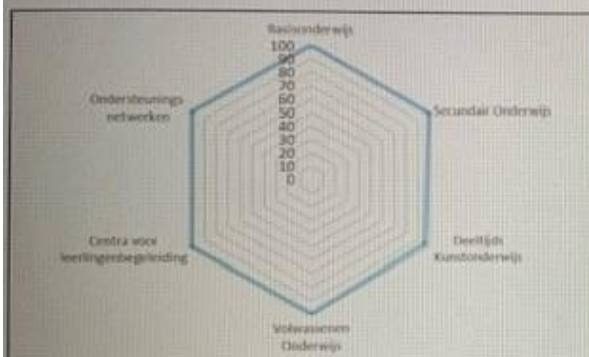 Basisonderwijs
100
90
80
70
60
50
40
30
20
10
0
Secundair Onderwijs
Deeltijds
Kunstonderwijs
Volwassenen
Onderwijs
Centra voor
leerlingenbegeleiding
Ondersteunings
netwerken